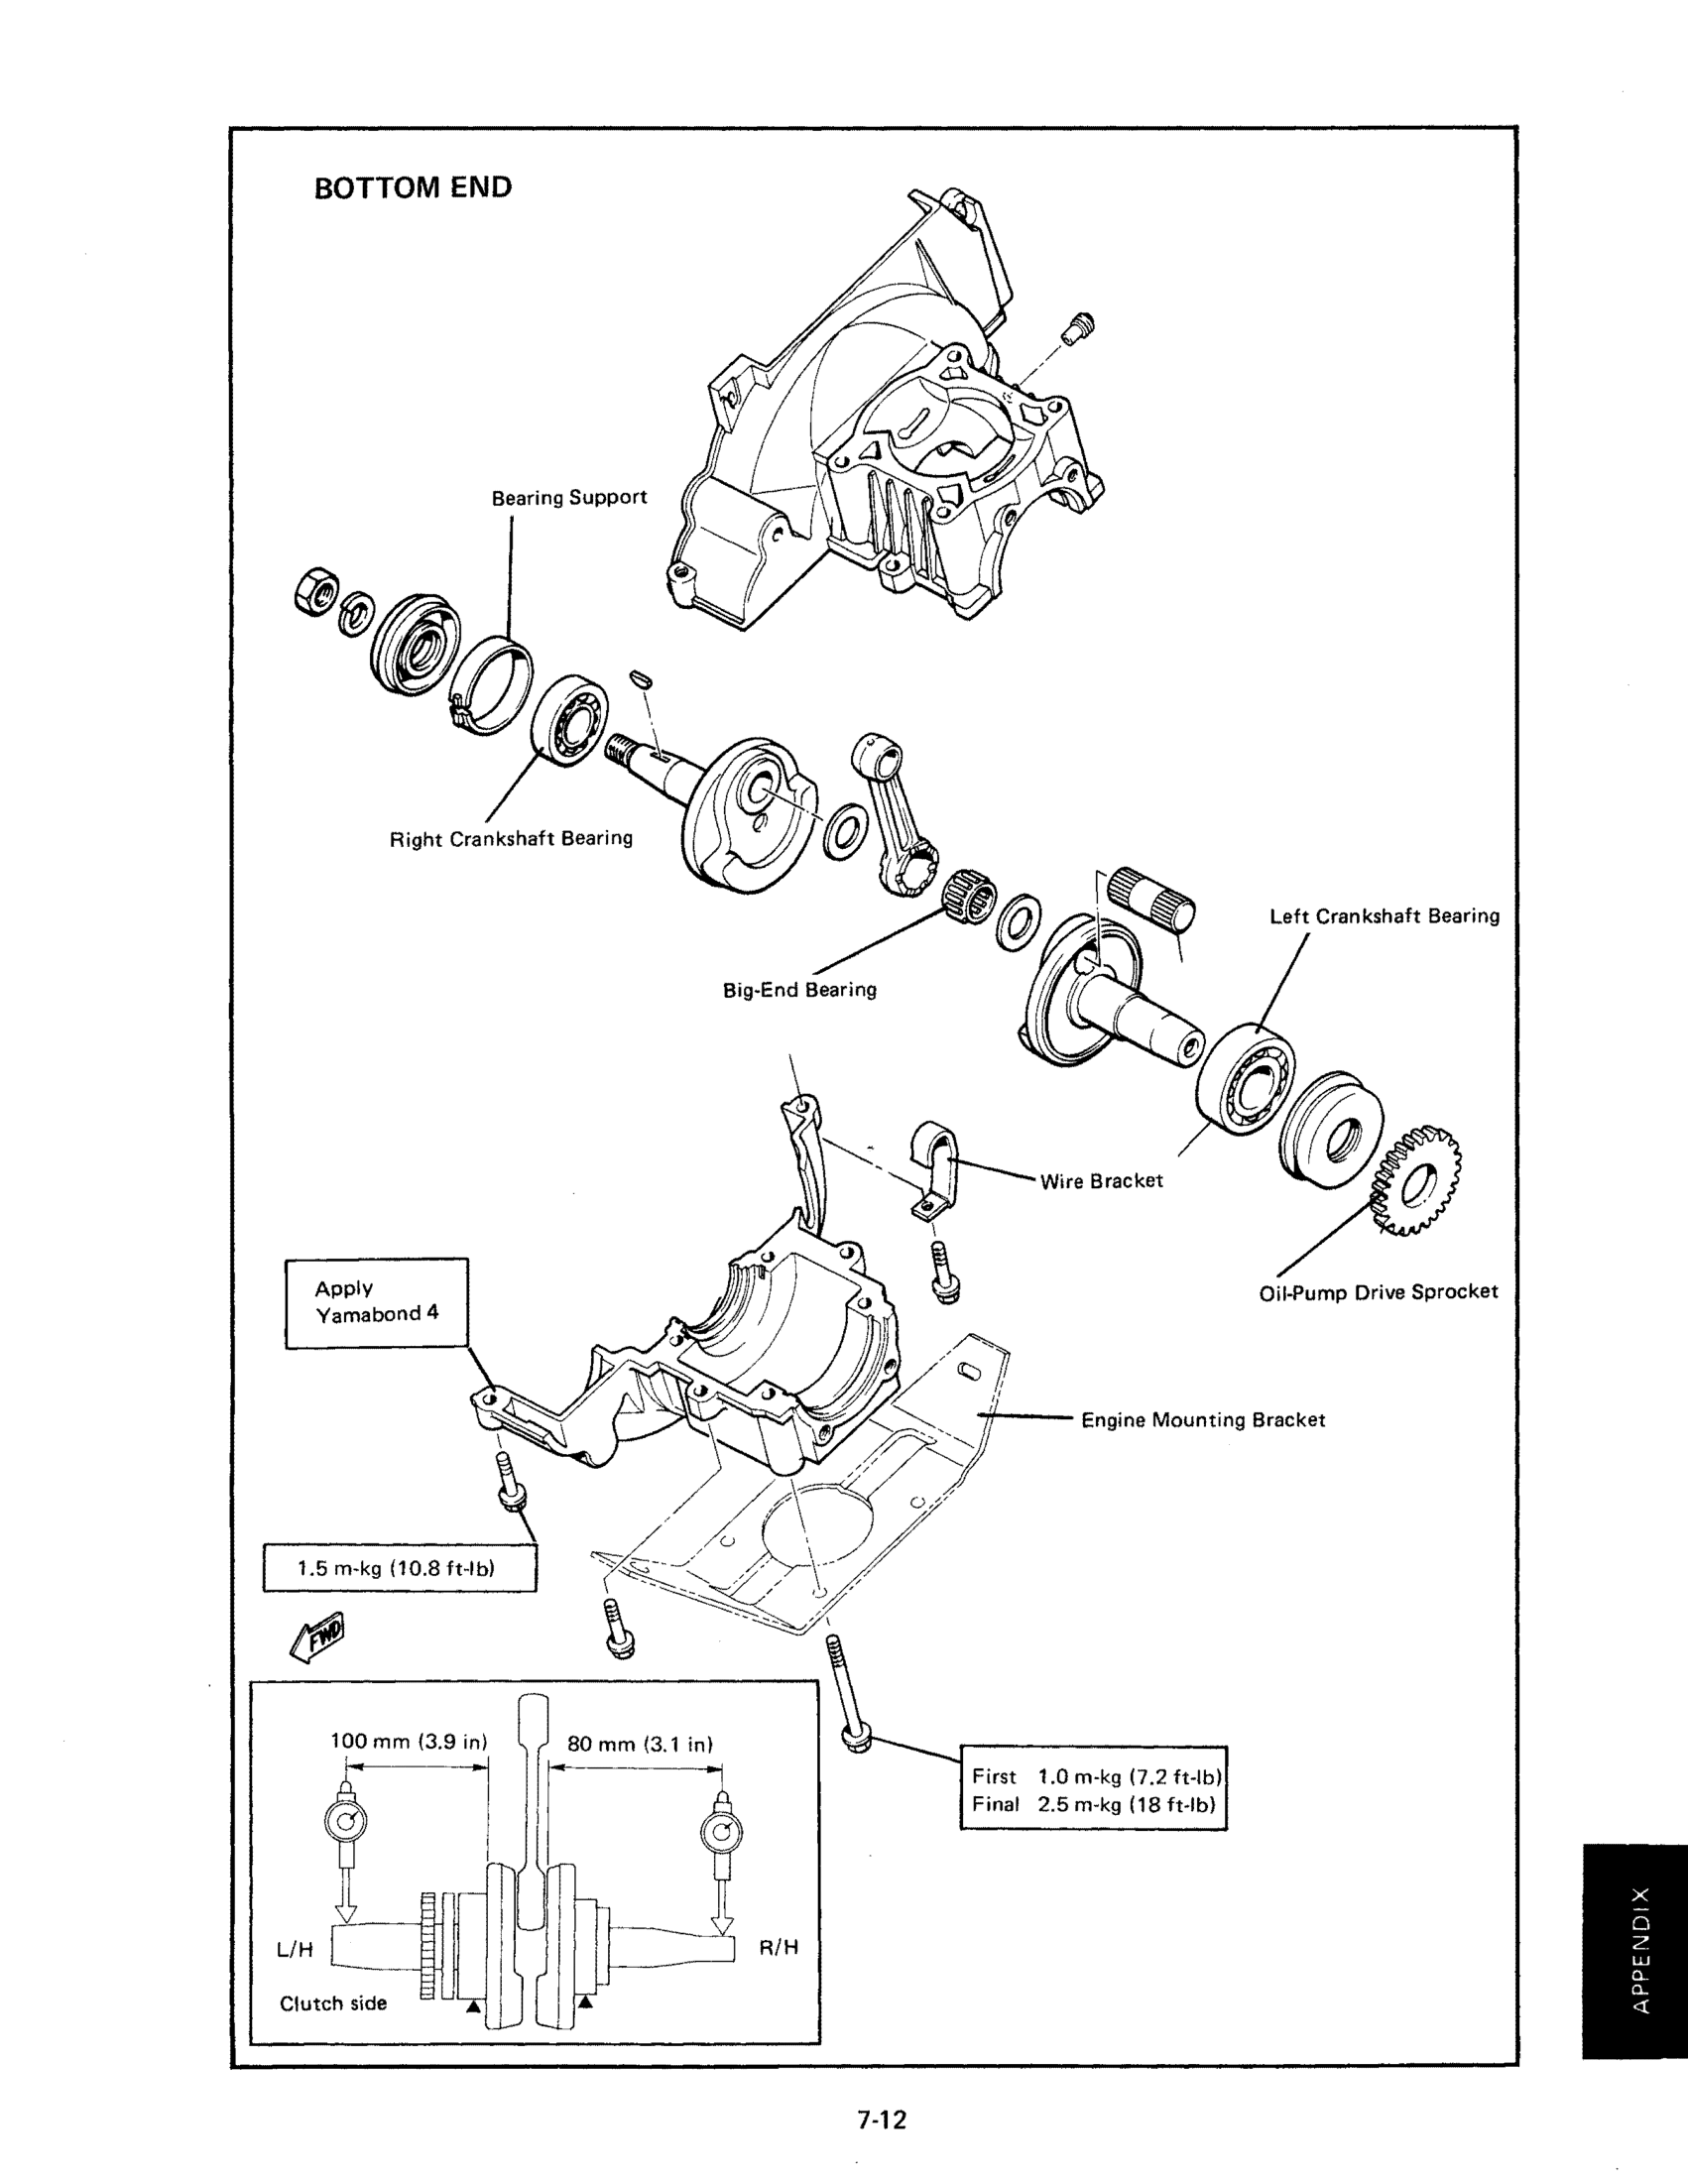 BOTTOM END
Bearing Support
Right Crankshaft Bearing
Left Crankshaft Bearing
Big-End Bearing
Wire Bracket
Apply
Yamabond 4
Oil-Pump Drive Sprocket
Engine Mounting Bracket
1.5 m-kg (10.8 ft-lb)
FWD
100 mm (3.9 in)
80 mm (3.1 in)
First 1.0 m-kg (7.2 ft-lb)
Final 2.5 m-kg (18 ft-lb)
L/H
R/H
Clutch side
APPENDIX
7-12